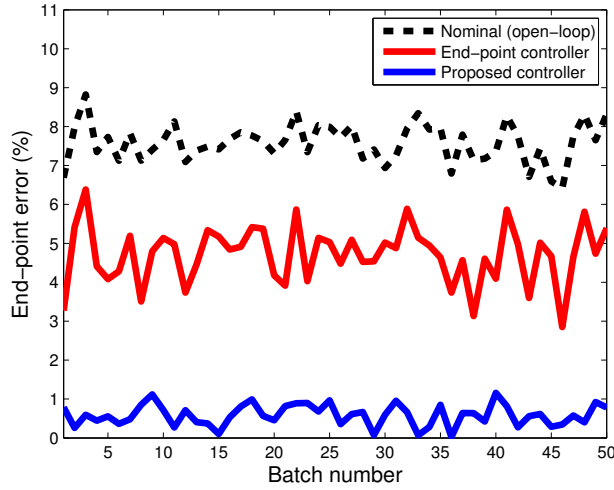 11
10
9
8
7
6
5
4
3
2
1
0
End-point error (%)
Nominal (open-loop)
End-point controller
Proposed controller
5 10 15 20 25 30 35 40 45 50
Batch number